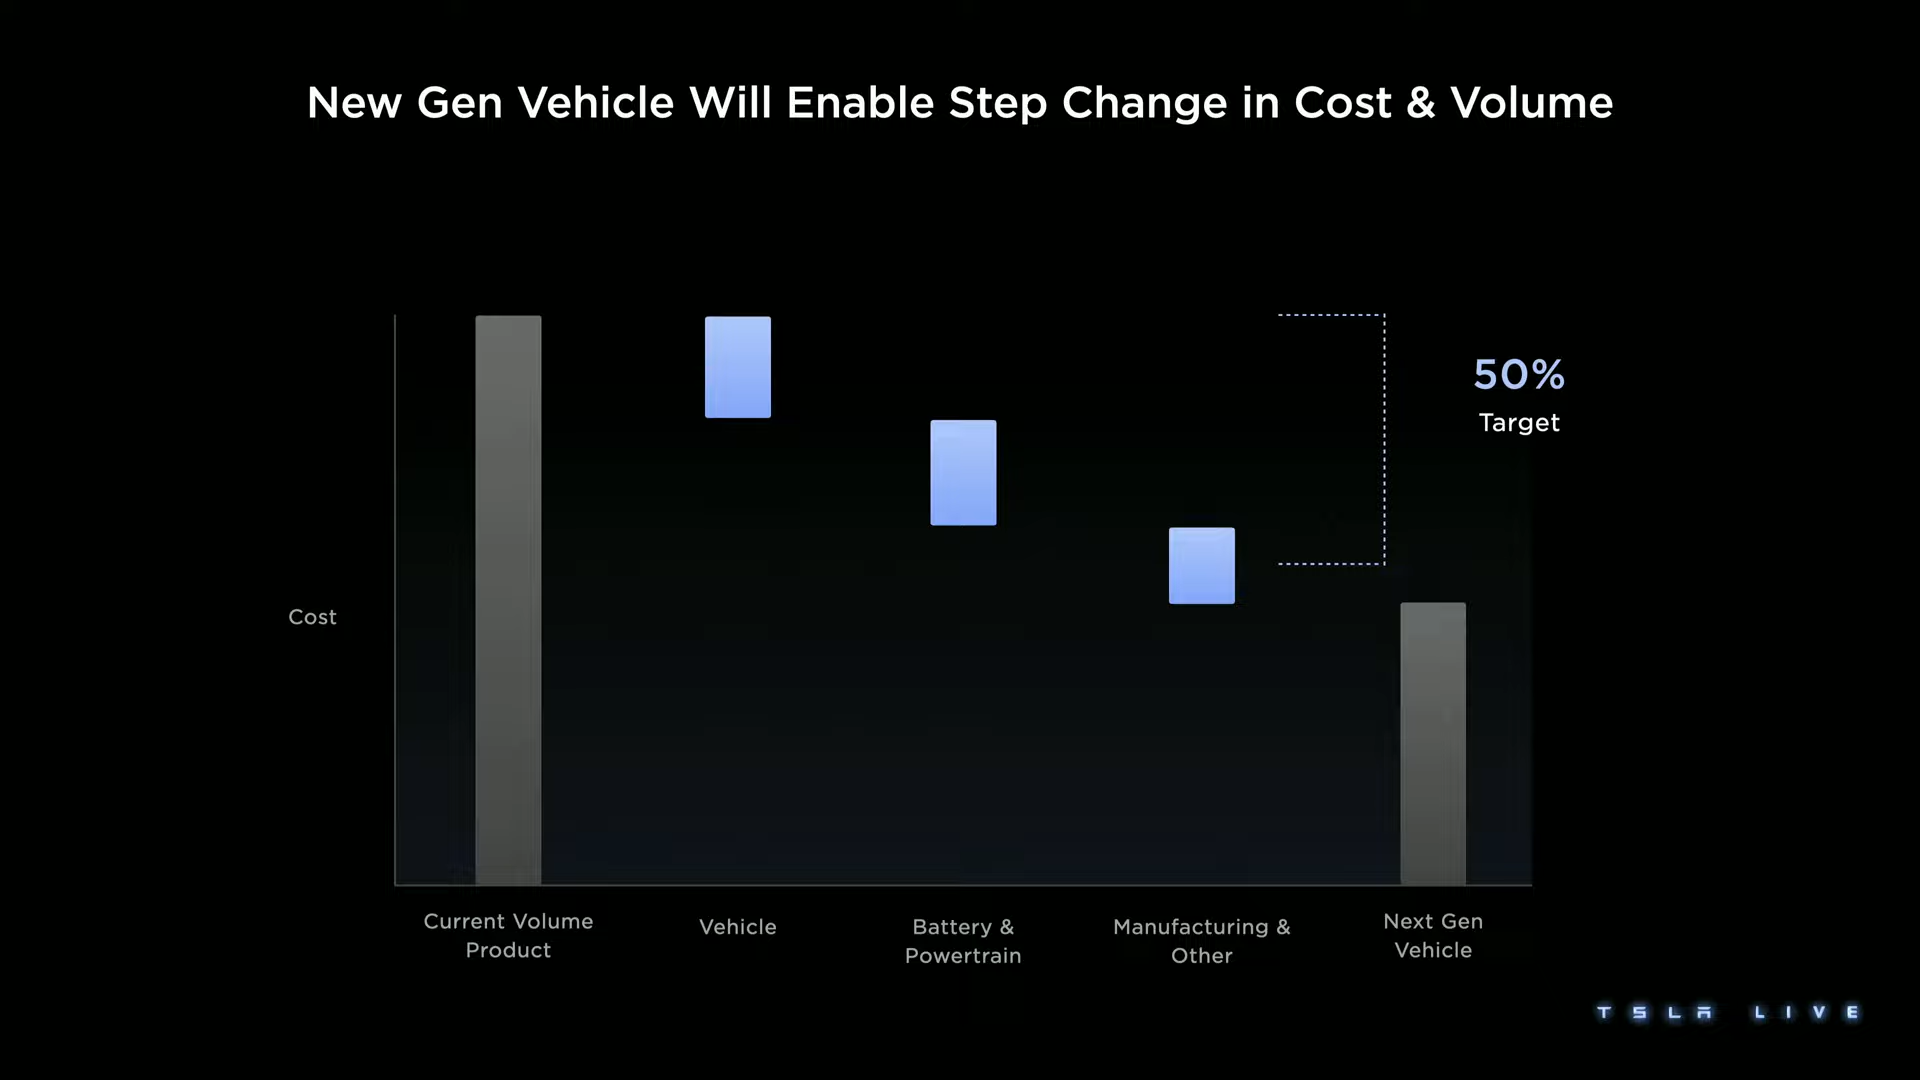 New Gen Vehicle Will Enable Step Change in Cost & Volume
50%
Target
Cost
Current Volume
Product
Vehicle
Battery &
Powertrain
Manufacturing &
Other
Next Gen
Vehicle
TSLA LIVE